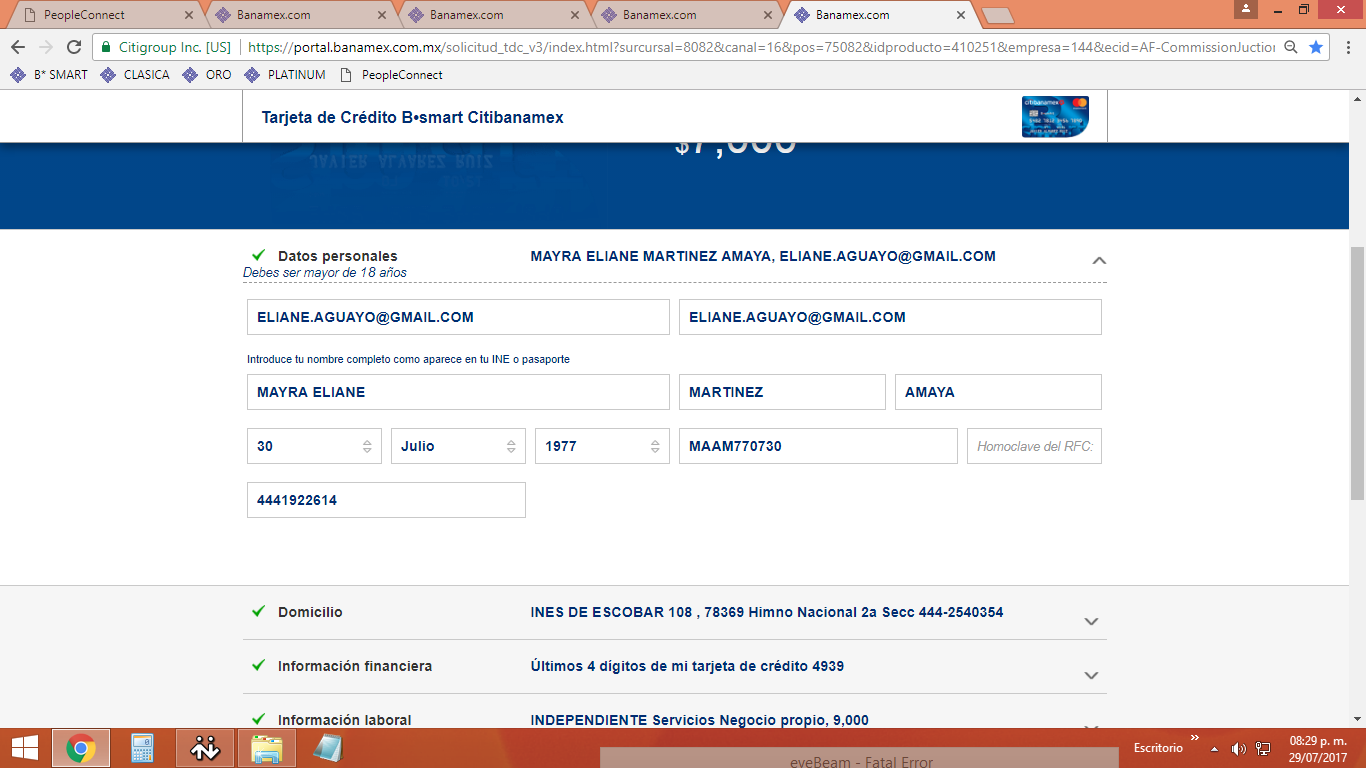 PeopleConnect
Banamex.com
Banamex.com
Banamex.com
Banamex.com
Citigroup Inc. [US] https://portal.banamex.com.mx/solicitud_tdc_v3/index.html?surcursal=8082&canal=16&pos=75082&idproducto=410251&empresa=144&ecid=AF-CommissionJuctio
B* SMART CLASICA ORO PLATINUM PeopleConnect
Tarjeta de Crédito B•smart Citibanamex
citibanamex
$7,000
JAVIER ALVAREZ RUIZ
Datos personales MAYRA ELIANE MARTINEZ AMAYA, ELIANE.AGUAYO@GMAIL.COM
Debes ser mayor de 18 años
ELIANE.AGUAYO@GMAIL.COM ELIANE.AGUAYO@GMAIL.COM
Introduce tu nombre completo como aparece en tu INE o pasaporte
MAYRA ELIANE MARTINEZ AMAYA
30 Julio 1977 MAAM770730 Homoclave del RFC:
4441922614
Domicilio INES DE ESCOBAR 108 , 78369 Himno Nacional 2a Secc 444-2540354
Información financiera Últimos 4 dígitos de mi tarjeta de crédito 4939
Información laboral INDEPENDIENTE Servicios Negocio propio, 9,000
eyeBeam - Fatal Error
Escritorio
08:29 p. m.
29/07/2017